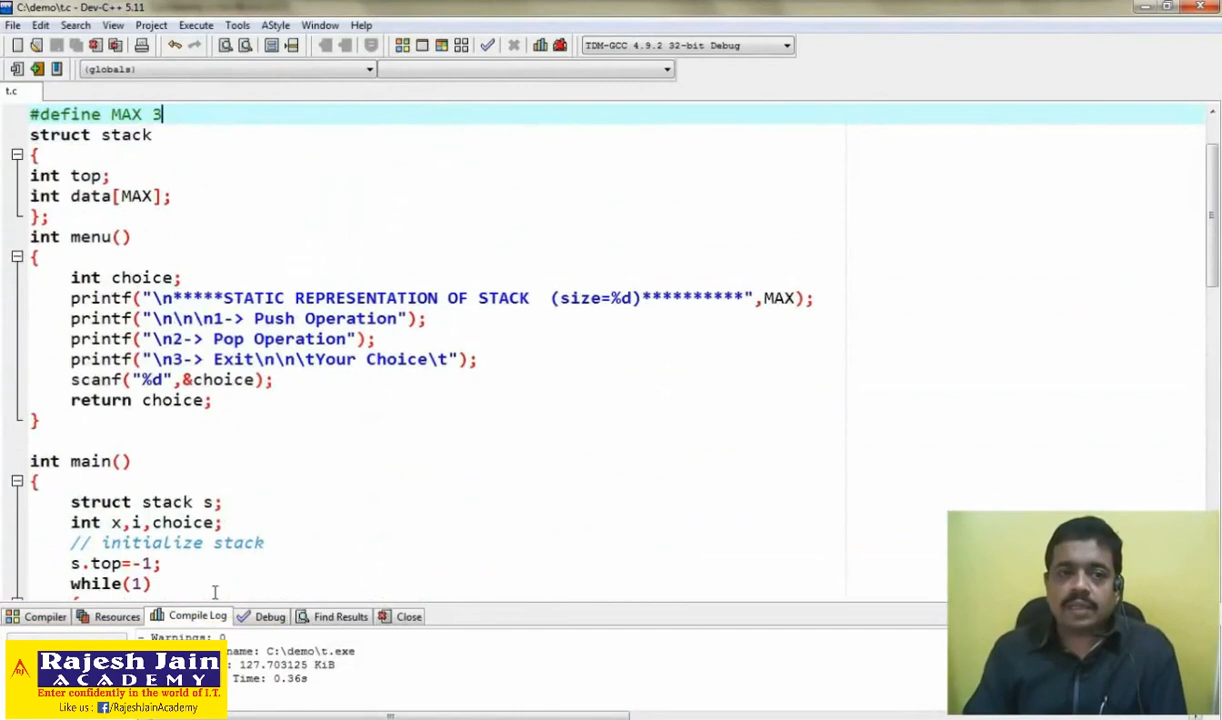 C:\demo\t.c - Dev-C++ 5.11
File Edit Search View Project Execute Tools AStyle Window Help
TDM-GCC 4.9.2 32-bit Debug
(globals)
t.c
#define MAX 3
struct stack
{
int top;
int data[MAX];
};
int menu()
{
int choice;
printf("\n*****STATIC REPRESENTATION OF STACK (size=%d)**********",MAX);
printf("\n\n\n1-> Push Operation");
printf("\n2-> Pop Operation");
printf("\n3-> Exit\n\n\tYour Choice\t");
scanf("%d",&choice);
return choice;
}
int main()
{
struct stack s;
int x,i,choice;
// initialize stack
s.top=-1;
while(1)
Compiler Resources Compile Log Debug Find Results Close
- Warnings: 0
name: C:\demo\t.exe
127.703125 KiB
Time: 0.36s
Rajesh Jain
ACADEMY
Enter confidently in the world of I.T.
Like us : f/RajeshJainAcademy